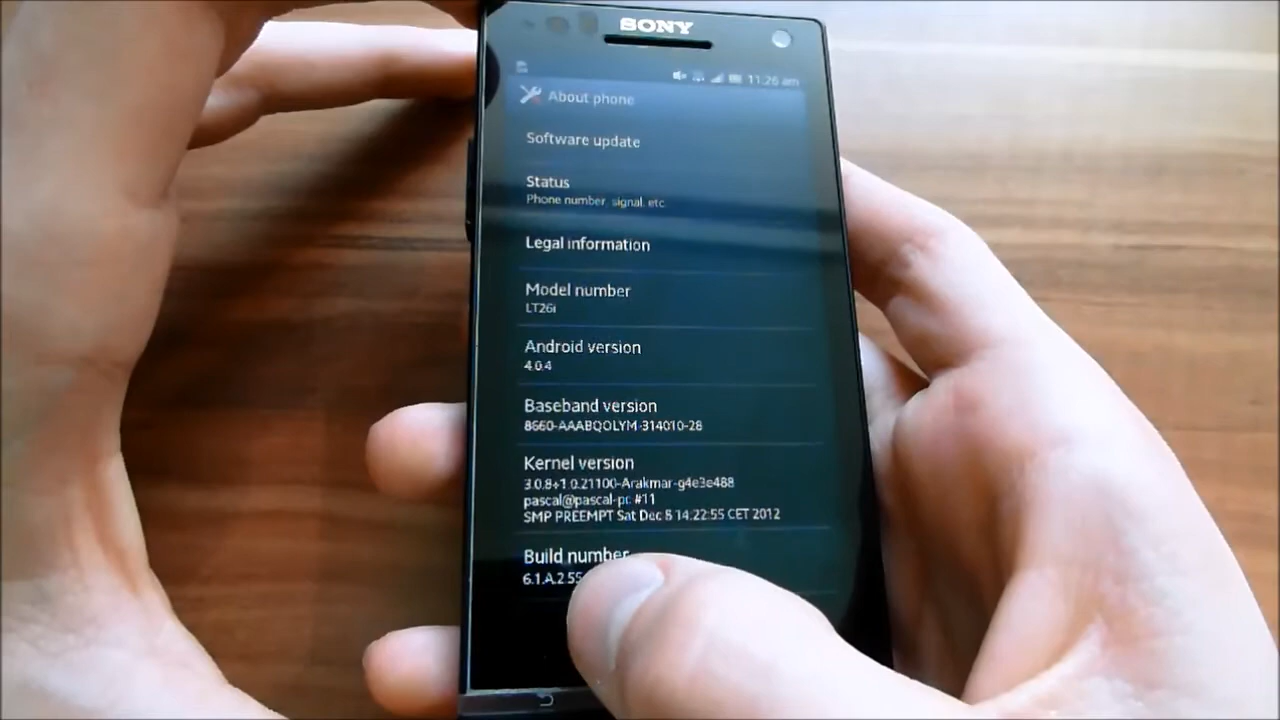 SONY
11:26 am
About phone
Software update
Status
Phone number, signal, etc.
Legal information
Model number
LT26i
Android version
4.0.4
Baseband version
8660-AAABQOLYM-314010-28
Kernel version
3.0.8+1.0.21100-Arakmar-g4e3e488
pascal@pascal-pc #11
SMP PREEMPT Sat Dec 8 14:22:55 CET 2012
Build number
6.1.A.2.55